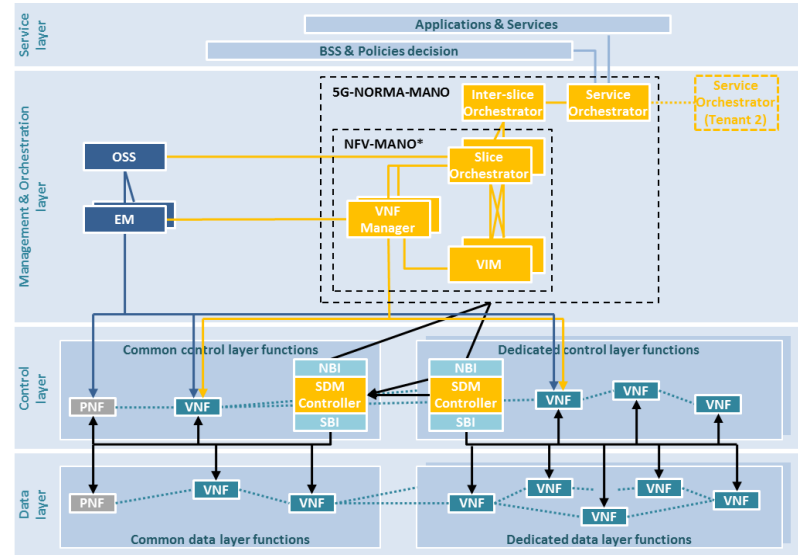 Service
layer
Applications & Services
BSS & Policies decision
Management & Orchestration
layer
5G-NORMA-MANO
Inter-slice
Orchestrator
Service
Orchestrator
Service
Orchestrator
(Tenant 2)
NFV-MANO*
OSS
Slice
Orchestrator
EM
VNF
Manager
VIM
Control
layer
Common control layer functions
Dedicated control layer functions
NBI
SDM
Controller
SBI
NBI
SDM
Controller
SBI
PNF
VNF
VNF
VNF
VNF
Data
layer
PNF
VNF
VNF
VNF
VNF
VNF
VNF
VNF
Common data layer functions
Dedicated data layer functions